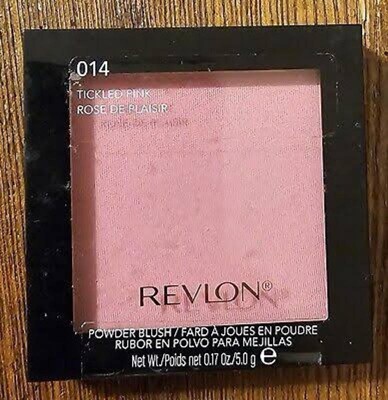 014
TICKLED PINK
ROSE DE PLAISIR
REVLON®
POWDER BLUSH / FARD À JOUES EN POUDRE
RUBOR EN POLVO PARA MEJILLAS
Net Wt./Poids net 0.17 Oz/5.0 g ℮